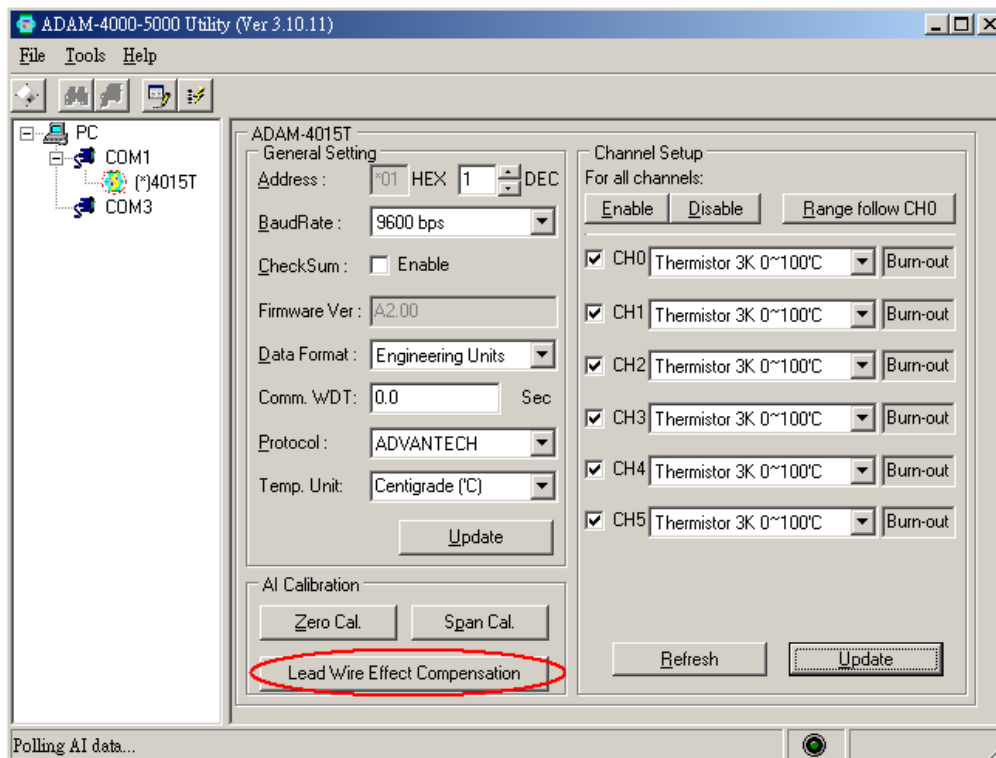 ADAM-4000-5000 Utility (Ver 3.10.11)
File Tools Help
PC
COM1
(*)4015T
COM3
ADAM-4015T
General Setting
Address : *01 HEX 1 DEC
BaudRate : 9600 bps
CheckSum : Enable
Firmware Ver : A2.00
Data Format : Engineering Units
Comm. WDT: 0.0 Sec
Protocol : ADVANTECH
Temp. Unit: Centigrade ('C)
Update
AI Calibration
Zero Cal. Span Cal.
Lead Wire Effect Compensation
Channel Setup
For all channels:
Enable Disable Range follow CH0
CH0 Thermistor 3K 0~100'C Burn-out
CH1 Thermistor 3K 0~100'C Burn-out
CH2 Thermistor 3K 0~100'C Burn-out
CH3 Thermistor 3K 0~100'C Burn-out
CH4 Thermistor 3K 0~100'C Burn-out
CH5 Thermistor 3K 0~100'C Burn-out
Refresh Update
Polling AI data...